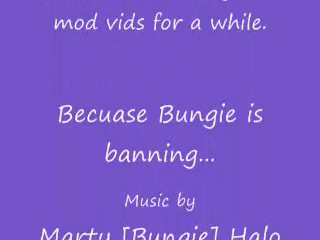 mod vids for a while.
Becuase Bungie is
banning...
Music by
Marty [Bungie] Halo